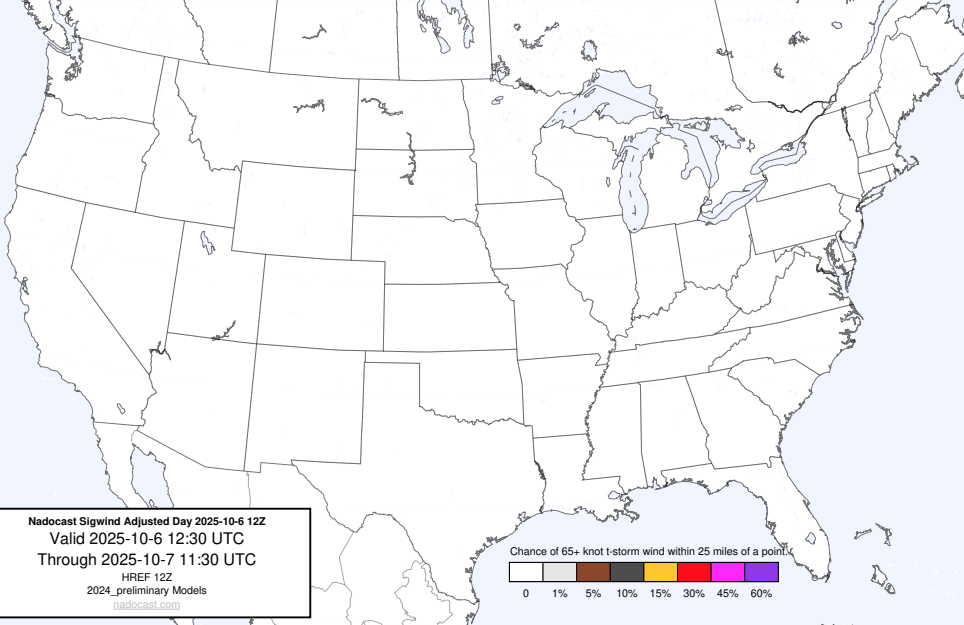 Nadocast Sigwind Adjusted Day 2025-10-6 12Z
Valid 2025-10-6 12:30 UTC
Through 2025-10-7 11:30 UTC
HREF 12Z
2024_preliminary Models
nadocast.com
Chance of 65+ knot t-storm wind within 25 miles of a point.
0 1% 5% 10% 15% 30% 45% 60%